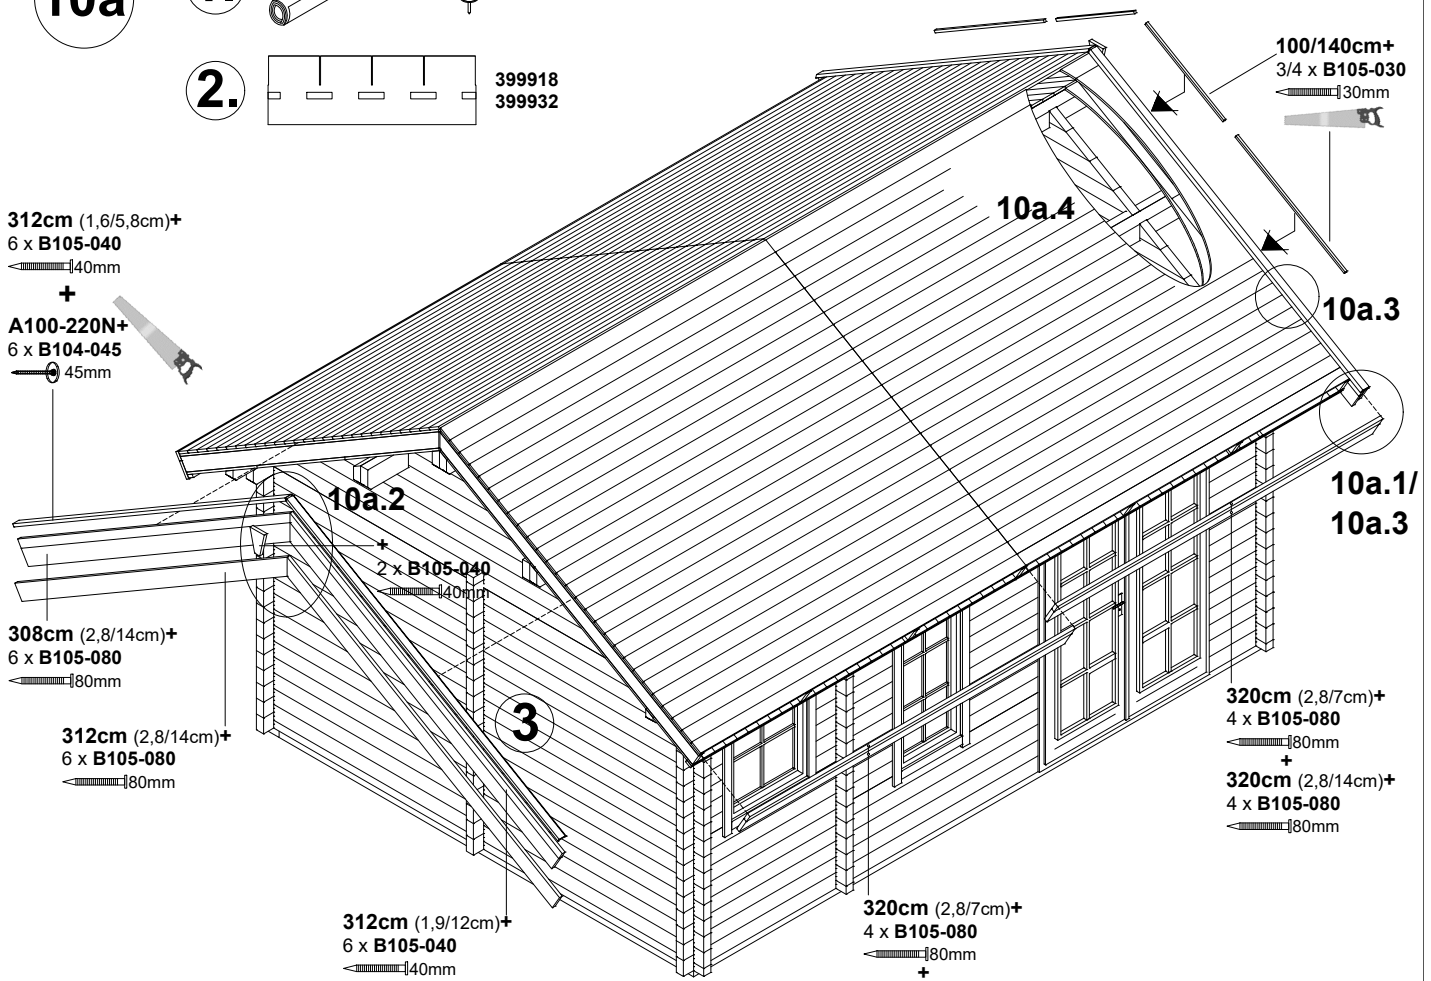 10a
2.
399918
399932
100/140cm+
3/4 x B105-030
30mm
312cm (1,6/5,8cm)+
6 x B105-040
40mm
+
A100-220N+
6 x B104-045
45mm
10a.4
10a.3
10a.1/
10a.3
10a.2
+
2 x B105-040
40mm
308cm (2,8/14cm)+
6 x B105-080
80mm
312cm (2,8/14cm)+
6 x B105-080
80mm
3
320cm (2,8/7cm)+
4 x B105-080
80mm
+
320cm (2,8/14cm)+
4 x B105-080
80mm
312cm (1,9/12cm)+
6 x B105-040
40mm
320cm (2,8/7cm)+
4 x B105-080
80mm
+